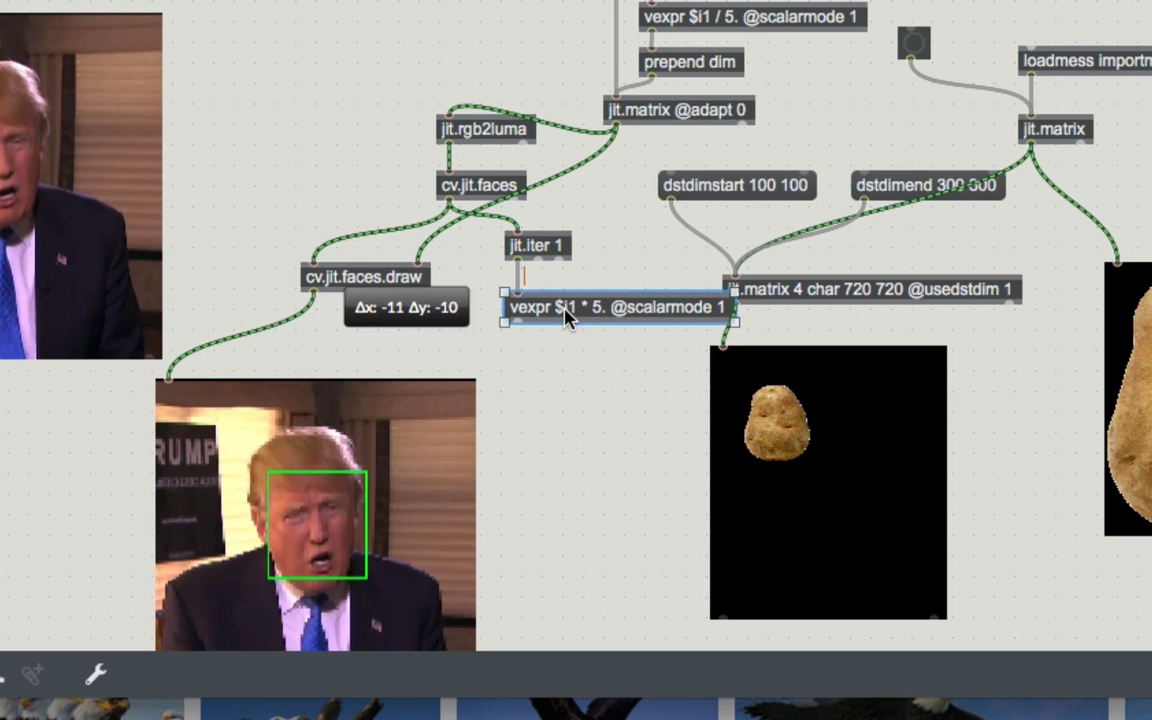 vexpr $i1 / 5. @scalarmode 1
prepend dim
loadmess importm
jit.matrix @adapt 0
jit.rgb2luma
jit.matrix
cv.jit.faces
dstdimstart 100 100
dstdimend 300 300
jit.iter 1
cv.jit.faces.draw
.matrix 4 char 720 720 @usedstdim 1
Δx: -11 Δy: -10
vexpr $i1 * 5. @scalarmode 1
RUMP